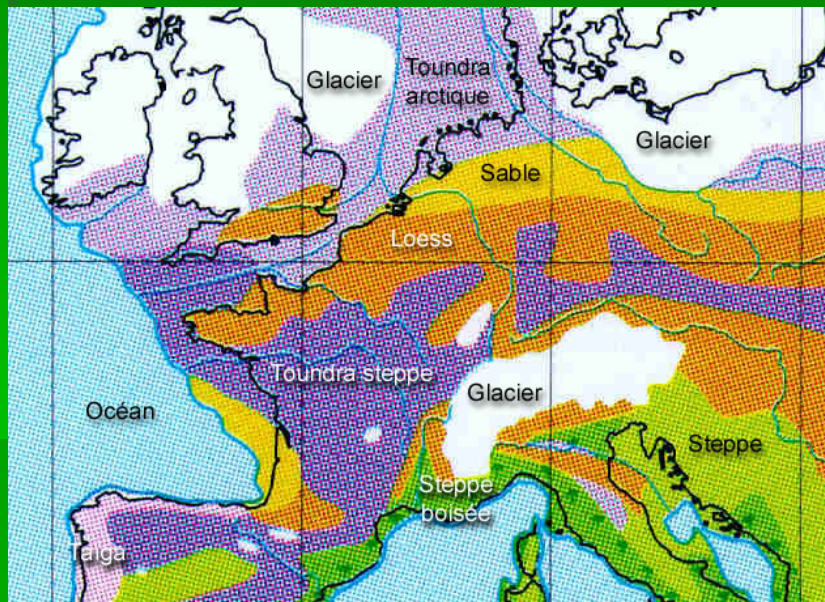 Glacier
Toundra
arctique
Glacier
Sable
Loess
Toundra steppe
Glacier
Océan
Steppe
Steppe
boisée
Taïga